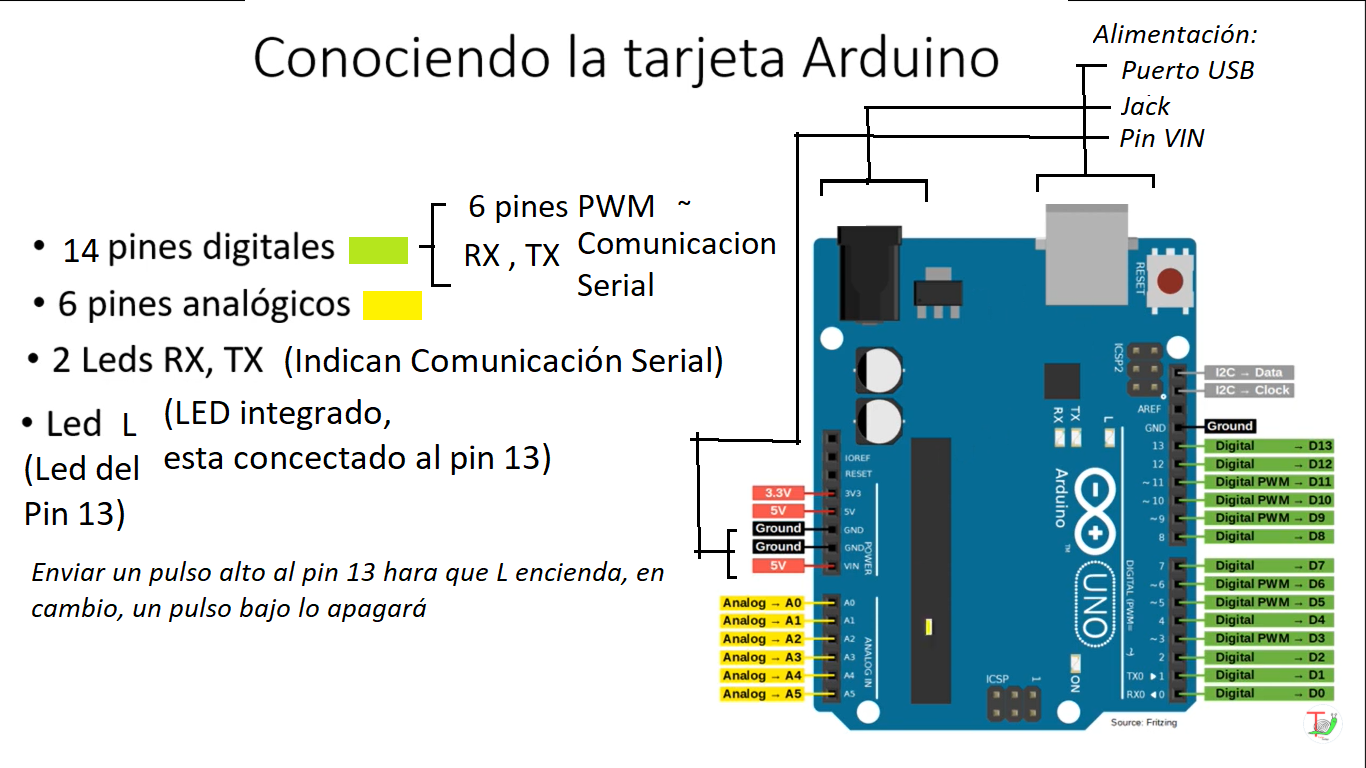 Conociendo la tarjeta Arduino
Alimentación:
Puerto USB
Jack
Pin VIN
• 14 pines digitales
6 pines PWM ~
RX , TX Comunicacion
Serial
• 6 pines analógicos
• 2 Leds RX, TX (Indican Comunicación Serial)
• Led L (LED integrado,
(Led del esta concectado al pin 13)
Pin 13)
Enviar un pulso alto al pin 13 hara que L encienda, en
cambio, un pulso bajo lo apagará
3.3V
5V
Ground
Ground
5V
Analog → A0
Analog → A1
Analog → A2
Analog → A3
Analog → A4
Analog → A5
IOREF
RESET
3V3
5V
GND
GND
VIN
POWER
A0
A1
A2
A3
A4
A5
ANALOG IN
RESET
ICSP2
RX
TX
L
Arduino
TM
UNO
ON
ICSP
1
DIGITAL (PWM= ~)
AREF
GND
13
12
~11
~10
~9
8
7
~6
~5
4
~3
2
TX0 ▶ 1
RX0 ◀ 0
I2C → Data
I2C → Clock
Ground
Digital → D13
Digital → D12
Digital PWM → D11
Digital PWM → D10
Digital PWM → D9
Digital → D8
Digital → D7
Digital PWM → D6
Digital PWM → D5
Digital → D4
Digital PWM → D3
Digital → D2
Digital → D1
Digital → D0
Source: Fritzing